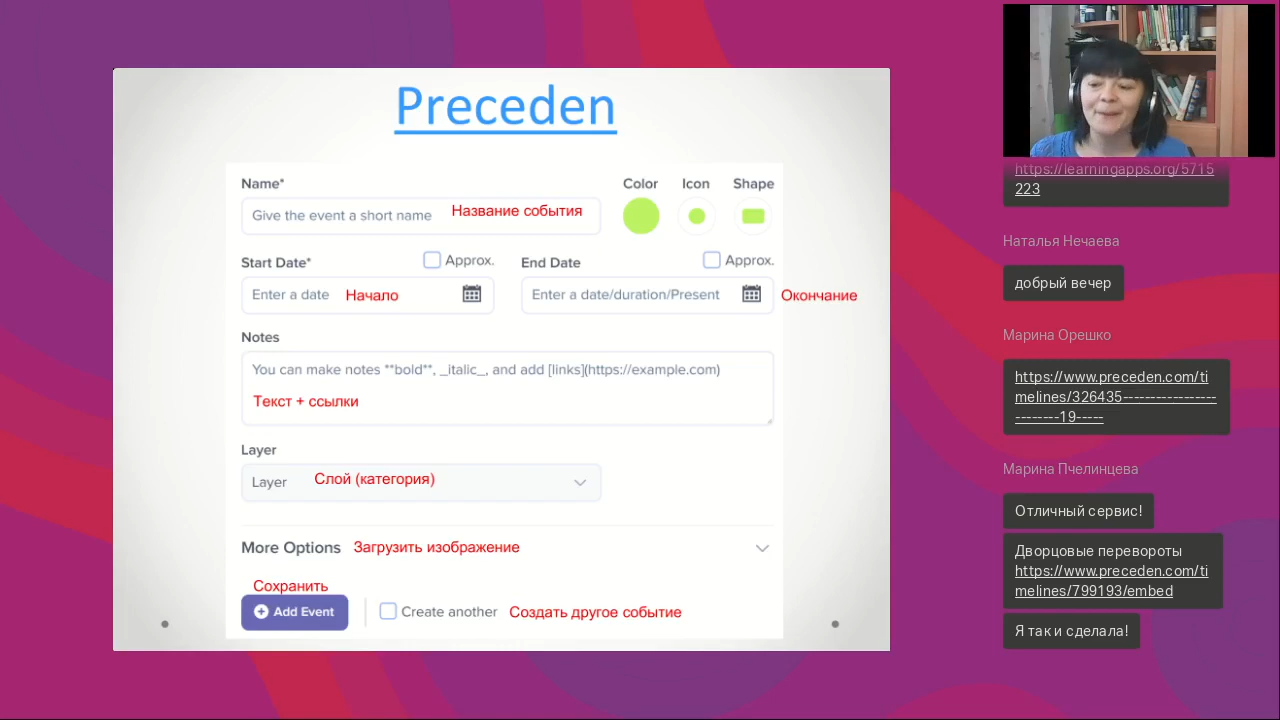 Preceden
Name*
Color
Icon
Shape
Give the event a short name
Название события
Start Date*
Approx.
End Date
Approx.
Enter a date
Начало
Enter a date/duration/Present
Окончание
Notes
You can make notes **bold**, _italic_, and add [links](https://example.com)
Текст + ссылки
Layer
Layer
Слой (категория)
More Options
Загрузить изображение
Сохранить
Add Event
Create another
Создать другое событие
https://learningapps.org/5715
223
Наталья Нечаева
добрый вечер
Марина Орешко
https://www.preceden.com/ti
melines/326435-----------------
--------19-----
Марина Пчелинцева
Отличный сервис!
Дворцовые перевороты
https://www.preceden.com/ti
melines/799193/embed
Я так и сделала!